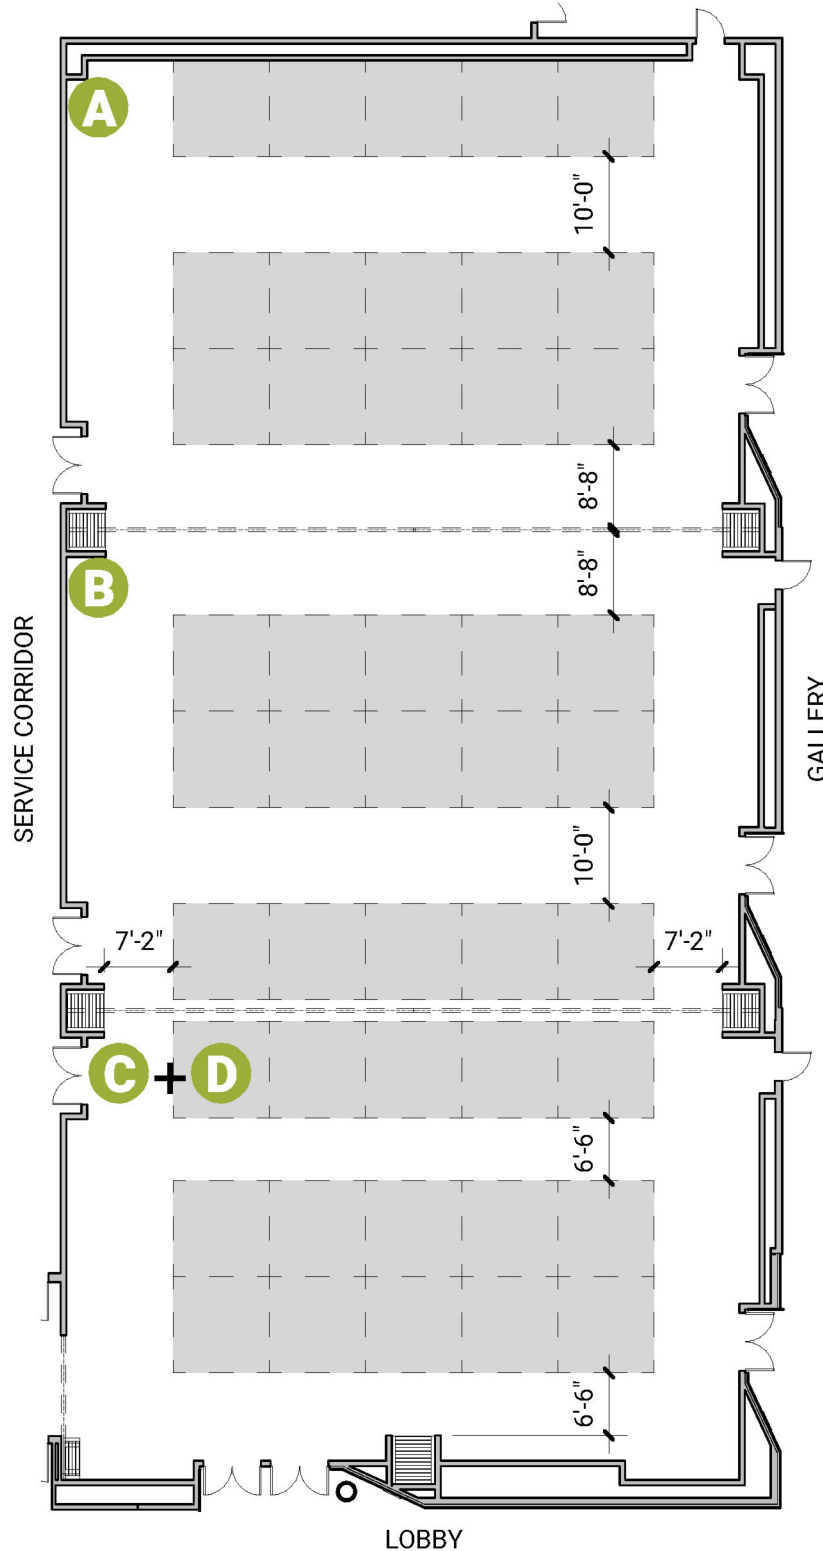 A
10'-0"
8'-8"
8'-8"
B
SERVICE CORRIDOR
GALLERY
10'-0"
7'-2"
7'-2"
C + D
6'-6"
6'-6"
LOBBY